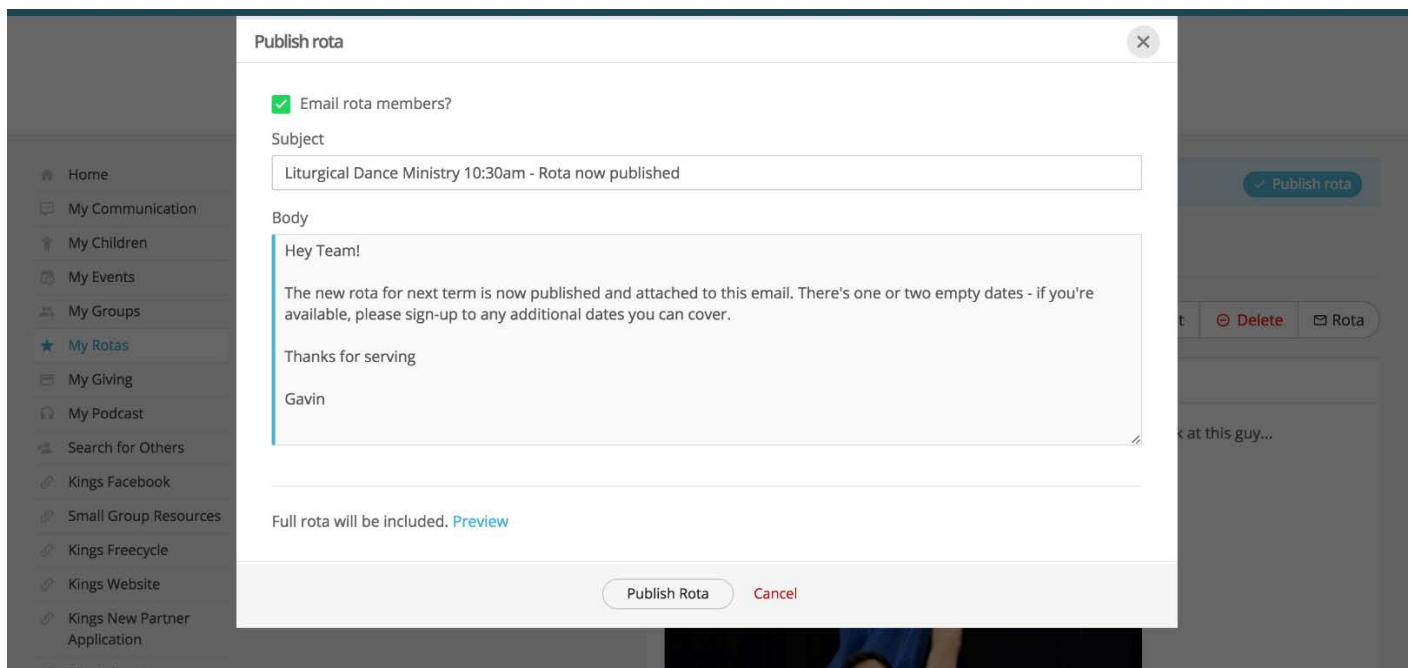 Publish rota
Email rota members?
Subject
Liturgical Dance Ministry 10:30am - Rota now published
Body
Hey Team!
The new rota for next term is now published and attached to this email. There's one or two empty dates - if you're
available, please sign-up to any additional dates you can cover.
Thanks for serving
Gavin
Full rota will be included. Preview
Publish Rota
Cancel
Home
My Communication
My Children
My Events
My Groups
My Rotas
My Giving
My Podcast
Search for Others
Kings Facebook
Small Group Resources
Kings Freecycle
Kings Website
Kings New Partner
Application
Publish rota
Delete
Rota
at this guy...